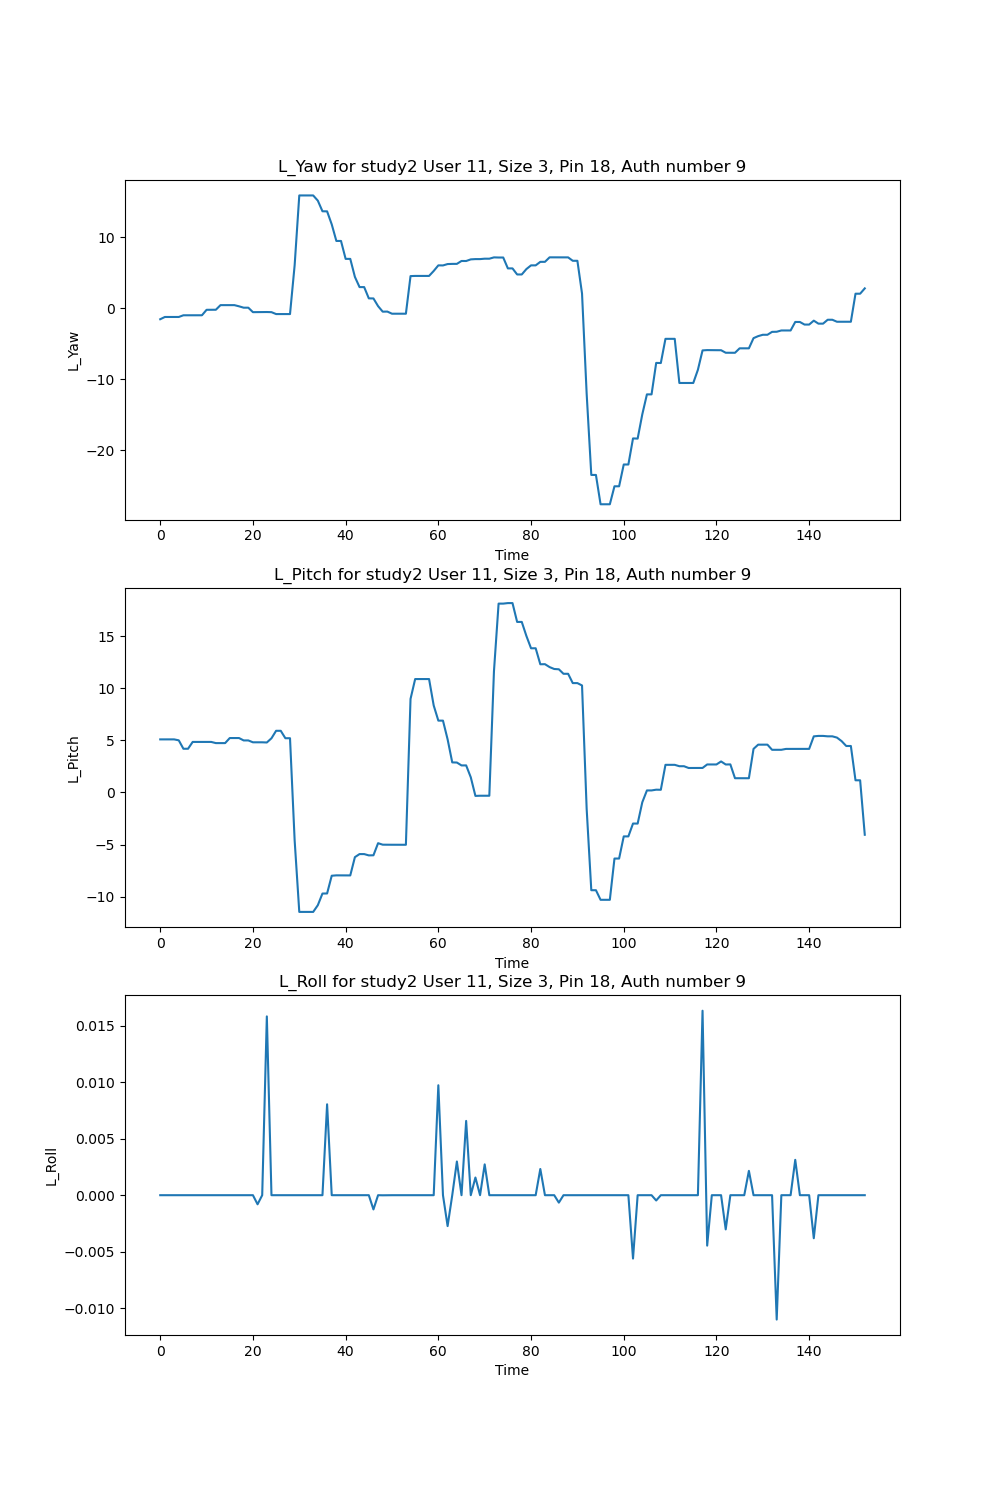 L_Yaw for study2 User 11, Size 3, Pin 18, Auth number 9
10
0
−10
−20
L_Yaw
0 20 40 60 80 100 120 140
Time
L_Pitch for study2 User 11, Size 3, Pin 18, Auth number 9
15
10
5
0
−5
−10
L_Pitch
0 20 40 60 80 100 120 140
Time
L_Roll for study2 User 11, Size 3, Pin 18, Auth number 9
0.015
0.010
0.005
0.000
−0.005
−0.010
L_Roll
0 20 40 60 80 100 120 140
Time